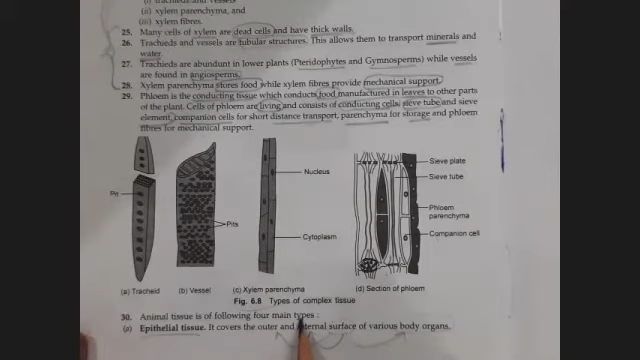 (i) tracheids and vessels
(ii) xylem parenchyma, and
(iii) xylem fibres.
25. Many cells of xylem are dead cells and have thick walls.
26. Tracheids and vessels are tubular structures. This allows them to transport minerals and
water.
27. Tracheids are abundant in lower plants (Pteridophytes and Gymnosperms) while vessels
are found in angiosperms.
28. Xylem parenchyma stores food while xylem fibres provide mechanical support.
29. Phloem is the conducting tissue which conducts food manufactured in leaves to other parts
of the plant. Cells of phloem are living and consists of conducting cells, sieve tube and sieve
element, companion cells for short distance transport, parenchyma for storage and phloem
fibres for mechanical support.
Pit
Pits
Nucleus
Cytoplasm
Sieve plate
Sieve tube
Phloem
parenchyma
Companion cell
(a) Tracheid (b) Vessel (c) Xylem parenchyma (d) Section of phloem
Fig. 6.8 Types of complex tissue
30. Animal tissue is of following four main types :
(a) Epithelial tissue. It covers the outer and internal surface of various body organs.